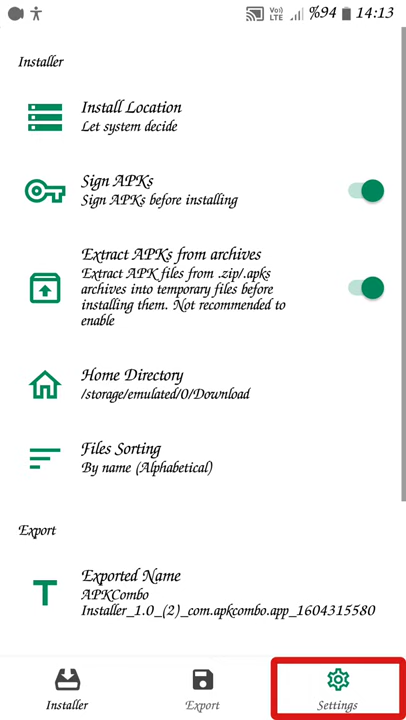 Vo))
LTE
%94
14:13
Installer
Install Location
Let system decide
Sign APKs
Sign APKs before installing
Extract APKs from archives
Extract APK files from .zip/.apks
archives into temporary files before
installing them. Not recommended to
enable
Home Directory
/storage/emulated/0/Download
Files Sorting
By name (Alphabetical)
Export
Exported Name
APKCombo
Installer_1.0_(2)_com.apkcombo.app_1604315580
Installer
Export
Settings